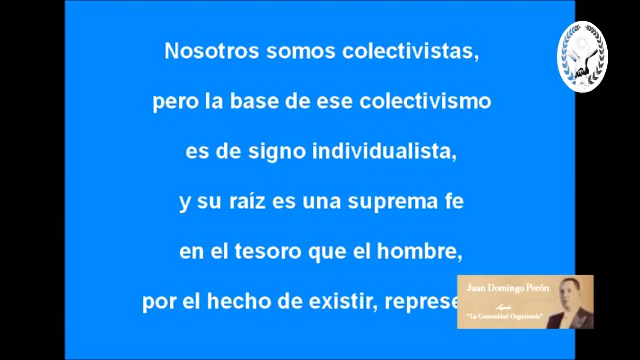 Nosotros somos colectivistas,
pero la base de ese colectivismo
es de signo individualista,
y su raíz es una suprema fe
en el tesoro que el hombre,
por el hecho de existir,
Juan Domingo Perón
Legado
"La Comunidad Organizada"